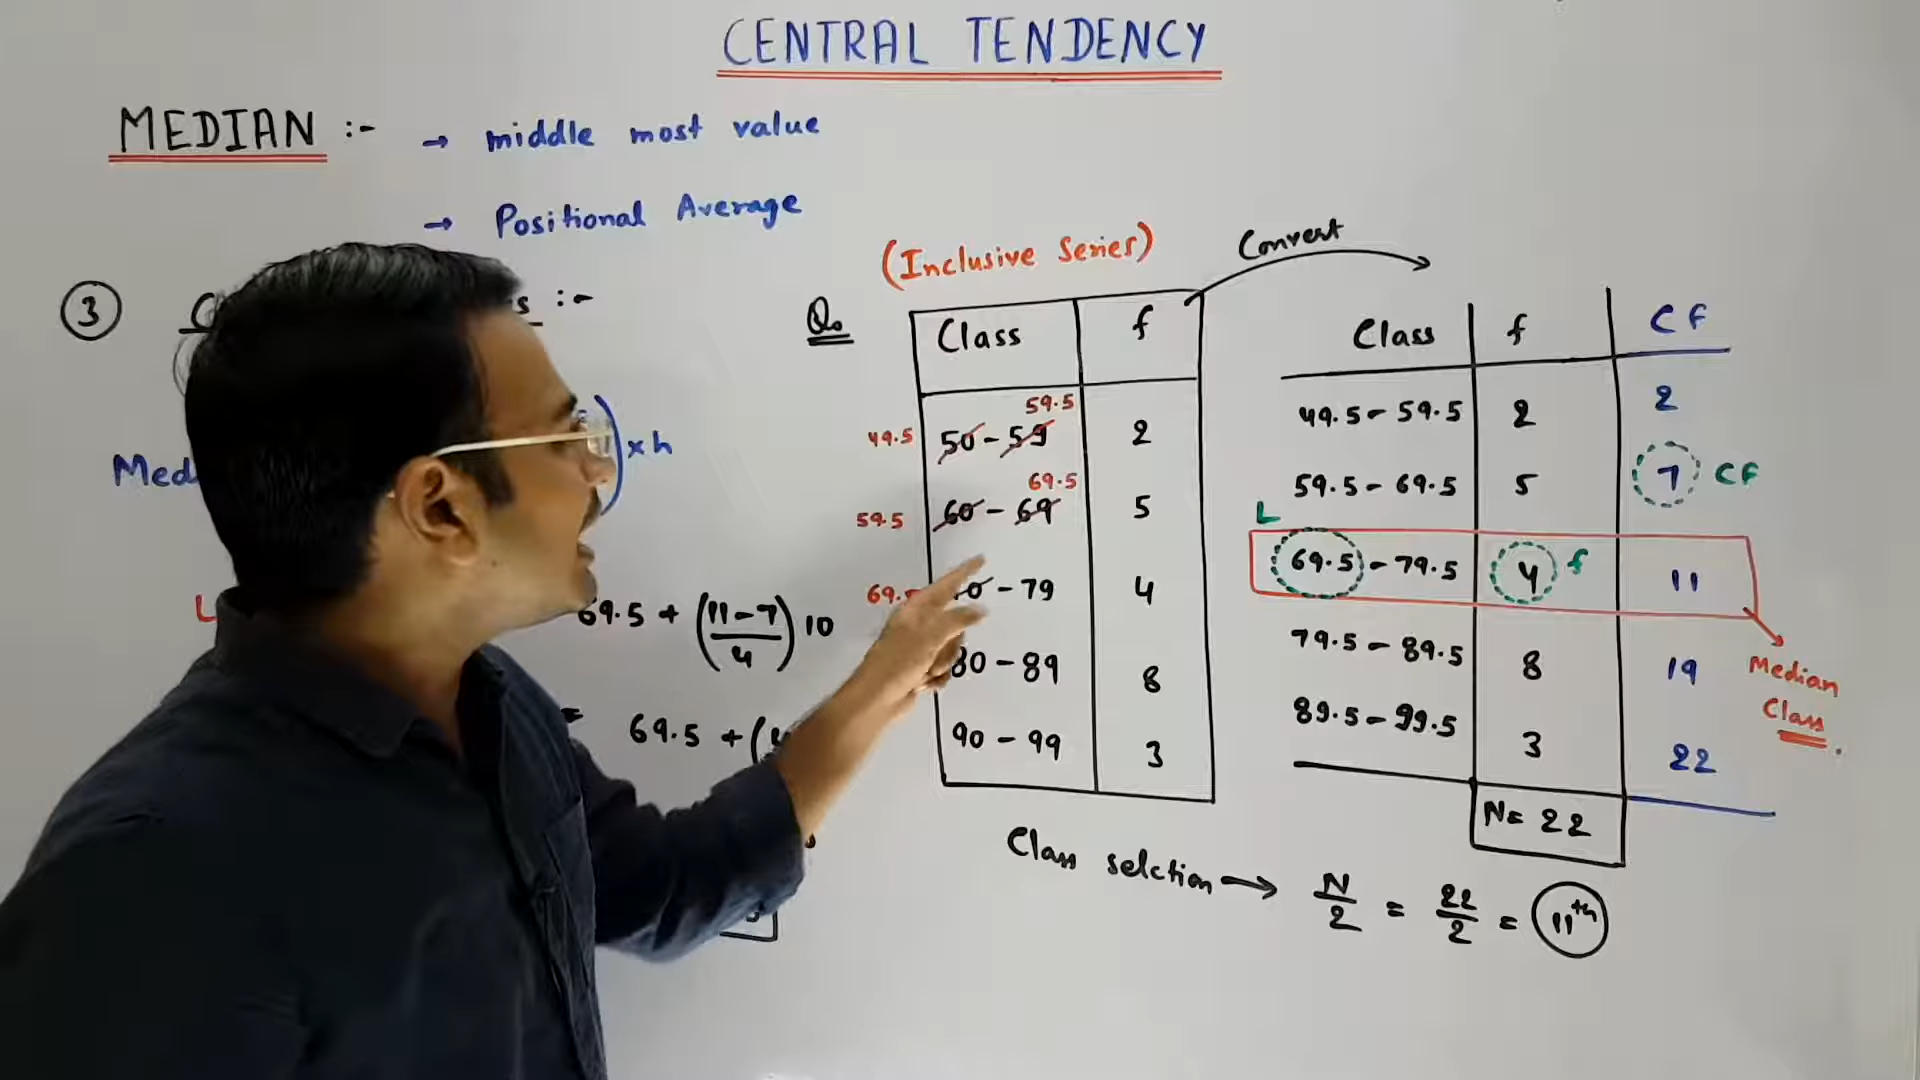 CENTRAL TENDENCY
MEDIAN :- → middle most value
→ Positional Average
③ :-
Med ) × h
L
69.5 + (11-7/4) 10
= 69.5 + (
(Inclusive Series)
Convert
Q.
Class f
49.5 50 - 59 59.5 2
59.5 60 - 69 69.5 5
69. - 79 4
80 - 89 8
90 - 99 3
Class f CF
49.5 - 59.5 2 2
59.5 - 69.5 5 7 CF
L
69.5 - 79.5 4 f 11
79.5 - 89.5 8 19
89.5 - 99.5 3 22
N= 22
Median
Class.
Class selction → N/2 = 22/2 = 11th